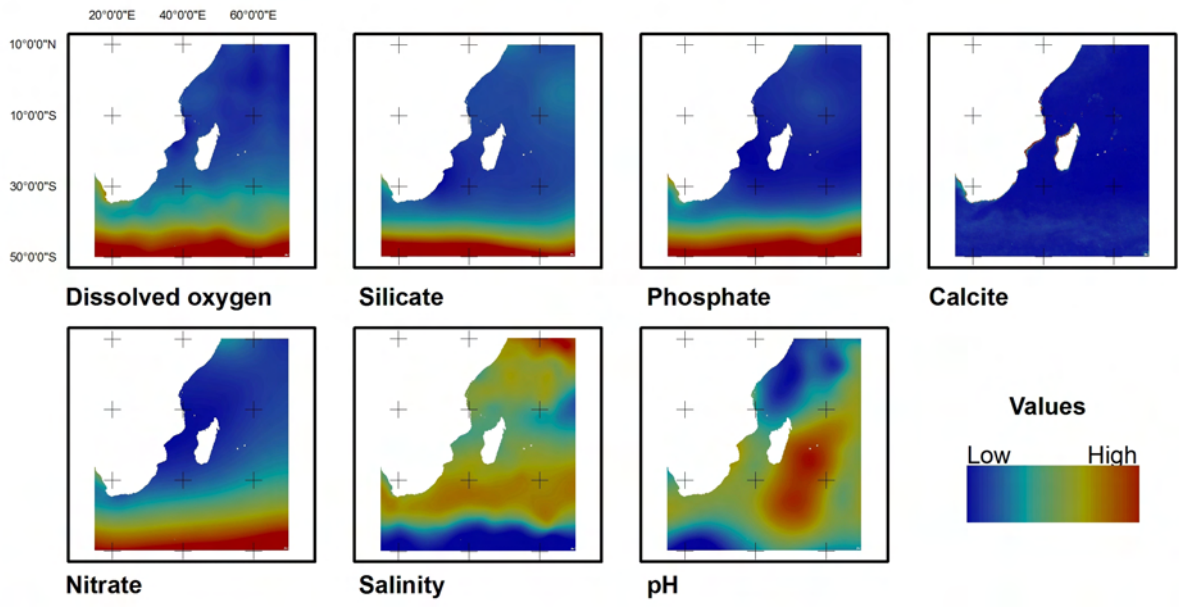 20°0'0"E 40°0'0"E 60°0'0"E
10°0'0"N
10°0'0"S
30°0'0"S
50°0'0"S
Dissolved oxygen Silicate Phosphate Calcite
Values
Low High
Nitrate Salinity pH